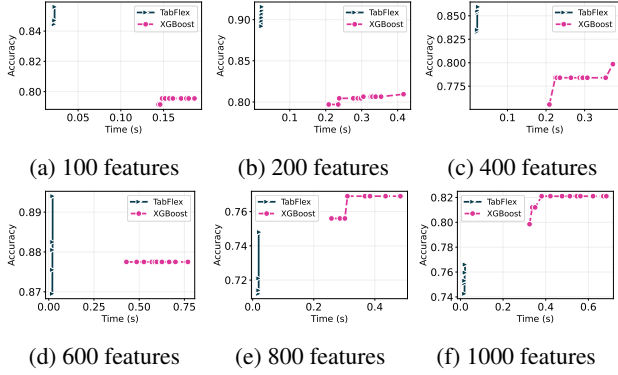 0.84
0.80
Accuracy
TabFlex
XGBoost
0.05
0.10
0.15
Time (s)
(a) 100 features
0.90
0.85
0.80
Accuracy
TabFlex
XGBoost
0.1
0.2
0.3
0.4
Time (s)
(b) 200 features
0.850
0.825
0.800
0.775
Accuracy
TabFlex
XGBoost
0.1
0.2
0.3
Time (s)
(c) 400 features
0.89
0.88
0.87
Accuracy
TabFlex
XGBoost
0.00
0.25
0.50
0.75
Time (s)
(d) 600 features
0.76
0.74
0.72
Accuracy
TabFlex
XGBoost
0.0
0.2
0.4
Time (s)
(e) 800 features
0.82
0.80
0.78
0.76
0.74
Accuracy
TabFlex
XGBoost
0.0
0.2
0.4
0.6
Time (s)
(f) 1000 features